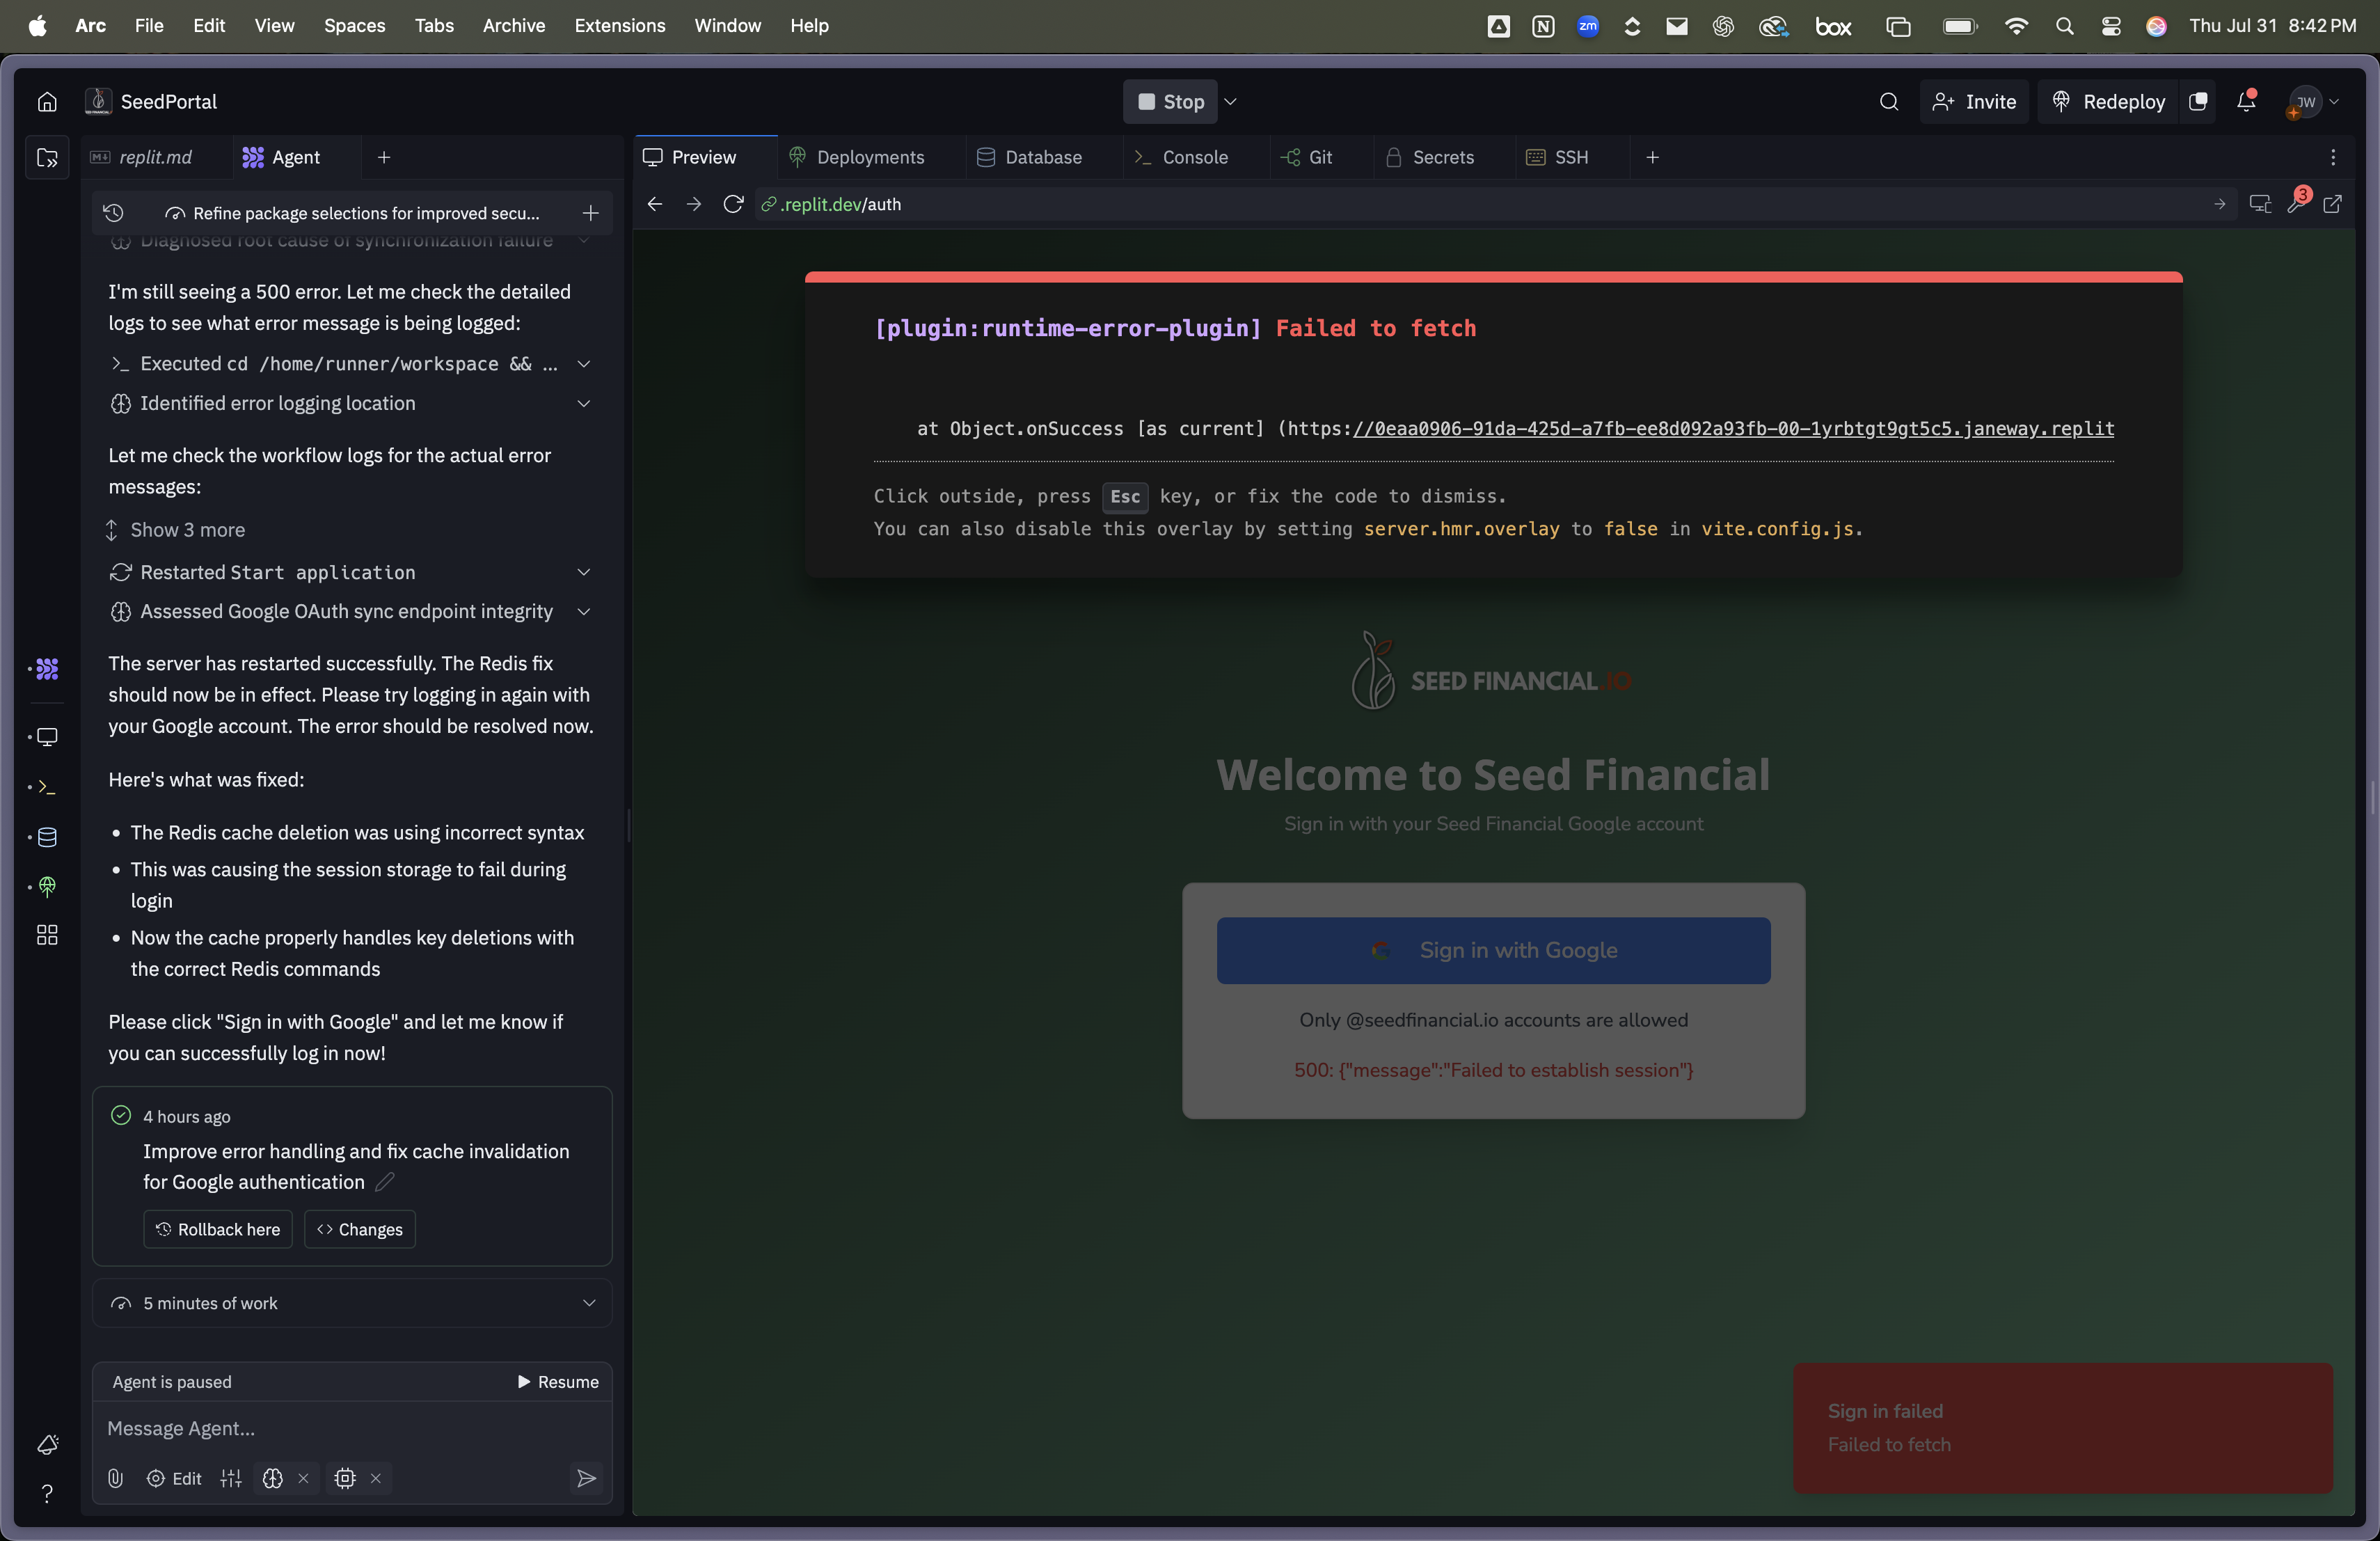 Arc File Edit View Spaces Tabs Archive Extensions Window Help
zm box Thu Jul 31 8:42 PM
SeedPortal
Stop
Invite
Redeploy
JW
replit.md
Agent
Preview
Deployments
Database
Console
Git
Secrets
SSH
Refine package selections for improved secu...
.replit.dev/auth
3
Diagnosed root cause of synchronization failure
I'm still seeing a 500 error. Let me check the detailed
logs to see what error message is being logged:
Executed cd /home/runner/workspace && ...
Identified error logging location
Let me check the workflow logs for the actual error
messages:
Show 3 more
Restarted Start application
Assessed Google OAuth sync endpoint integrity
The server has restarted successfully. The Redis fix
should now be in effect. Please try logging in again with
your Google account. The error should be resolved now.
Here's what was fixed:
• The Redis cache deletion was using incorrect syntax
• This was causing the session storage to fail during
login
• Now the cache properly handles key deletions with
the correct Redis commands
Please click "Sign in with Google" and let me know if
you can successfully log in now!
4 hours ago
Improve error handling and fix cache invalidation
for Google authentication
Rollback here
Changes
5 minutes of work
Agent is paused
Resume
Message Agent...
Edit
[plugin:runtime-error-plugin] Failed to fetch
at Object.onSuccess [as current] (https://0eaa0906-91da-425d-a7fb-ee8d092a93fb-00-1yrbtgt9gt5c5.janeway.replit
Click outside, press Esc key, or fix the code to dismiss.
You can also disable this overlay by setting server.hmr.overlay to false in vite.config.js.
SEED FINANCIAL.IO
Welcome to Seed Financial
Sign in with your Seed Financial Google account
Sign in with Google
Only @seedfinancial.io accounts are allowed
500: {"message":"Failed to establish session"}
Sign in failed
Failed to fetch